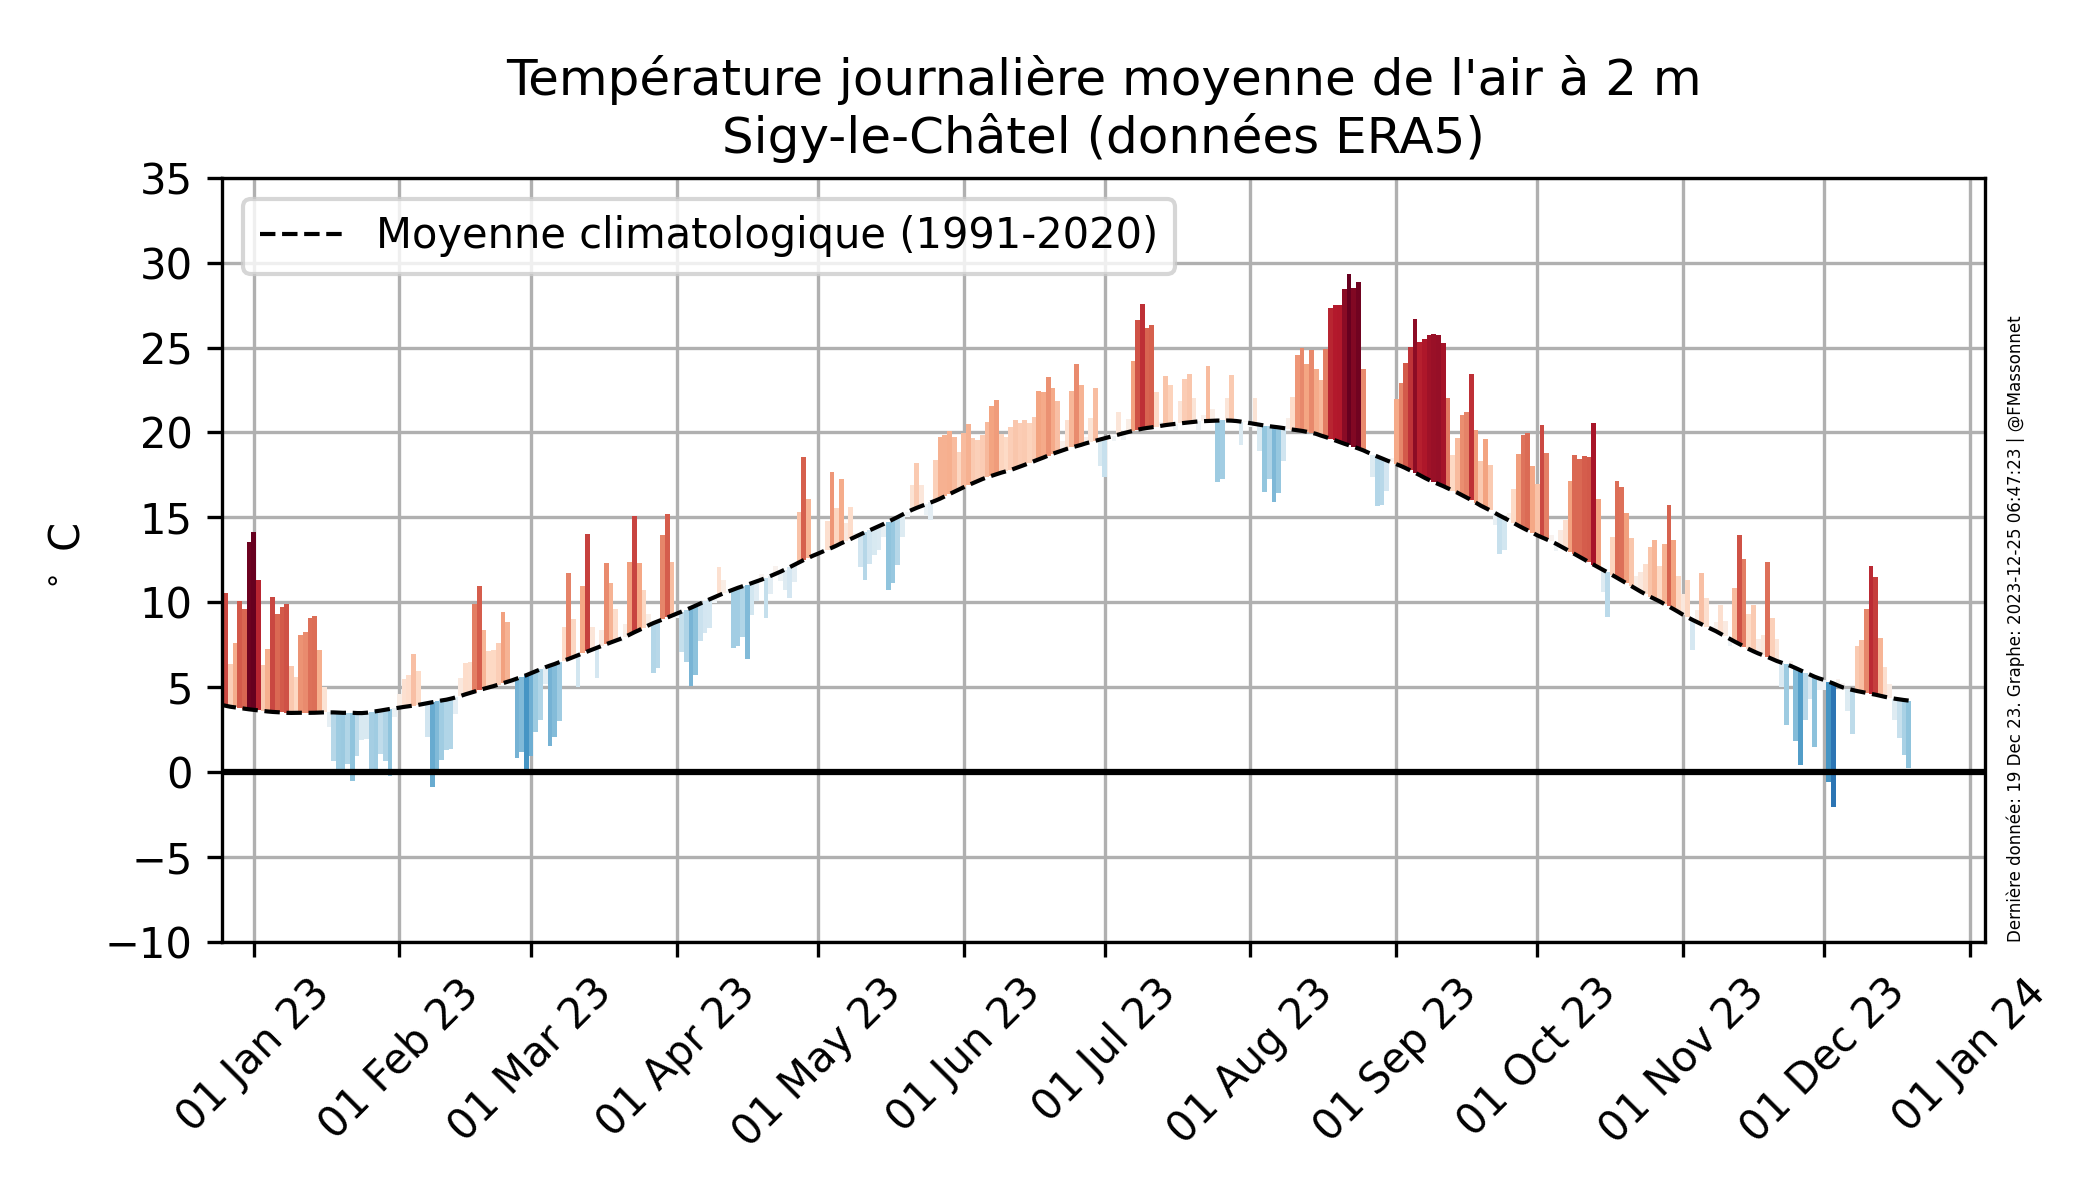 Température journalière moyenne de l'air à 2 m
Sigy-le-Châtel (données ERA5)
Moyenne climatologique (1991-2020)
° C
35
30
25
20
15
10
5
0
−5
−10
01 Jan 23
01 Feb 23
01 Mar 23
01 Apr 23
01 May 23
01 Jun 23
01 Jul 23
01 Aug 23
01 Sep 23
01 Oct 23
01 Nov 23
01 Dec 23
01 Jan 24
Dernière donnée: 19 Dec 23. Graphe: 2023-12-25 06:47:23 | @FMassonnet